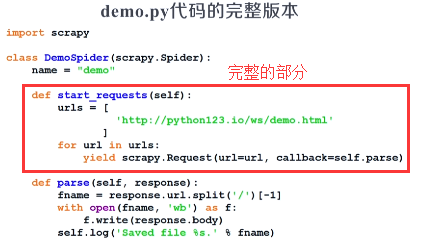 demo.py代码的完整版本
import scrapy
class DemoSpider(scrapy.Spider):
    name = "demo"
完整的部分
    def start_requests(self):
        urls = [
                'http://python123.io/ws/demo.html'
               ]
        for url in urls:
            yield scrapy.Request(url=url, callback=self.parse)
    def parse(self, response):
        fname = response.url.split('/')[-1]
        with open(fname, 'wb') as f:
            f.write(response.body)
        self.log('Saved file %s.' % fname)